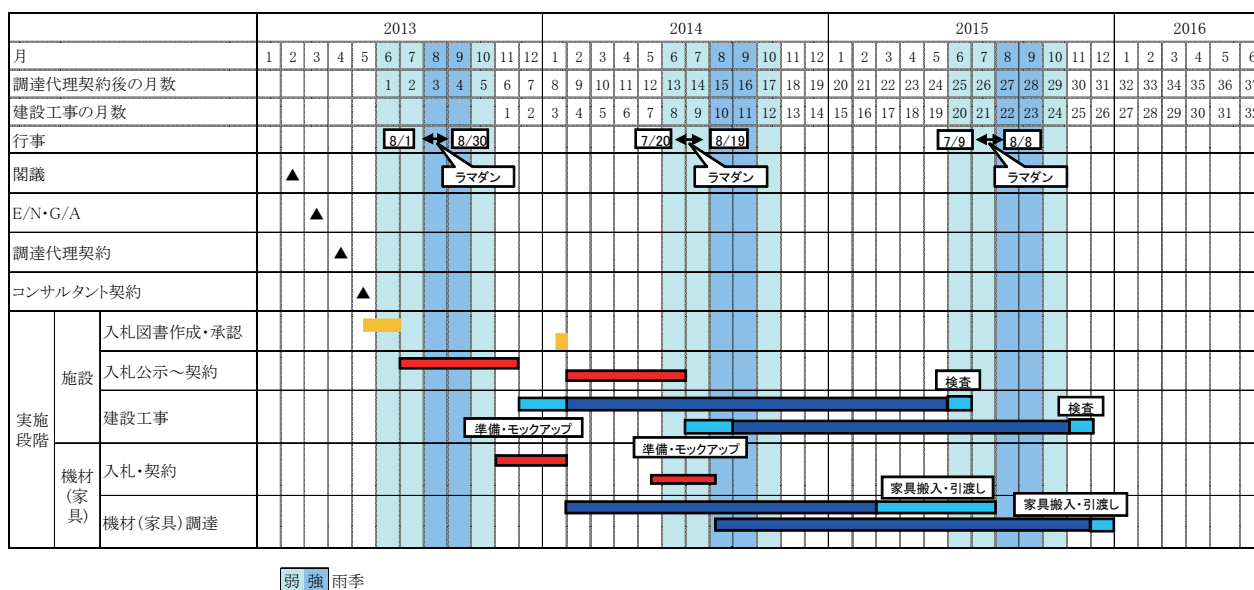 2013 2014 2015 2016
月 1 2 3 4 5 6 7 8 9 10 11 12 1 2 3 4 5 6 7 8 9 10 11 12 1 2 3 4 5 6 7 8 9 10 11 12 1 2 3 4 5
調達代理契約後の月数 1 2 3 4 5 6 7 8 9 10 11 12 13 14 15 16 17 18 19 20 21 22 23 24 25 26 27 28 29 30 31 32 33 34 35 36
建設工事の月数 1 2 3 4 5 6 7 8 9 10 11 12 13 14 15 16 17 18 19 20 21 22 23 24 25 26 27 28 29 30 31
行事 8/1 8/30 7/20 8/19 7/9 8/8
ラマダン ラマダン ラマダン
閣議 ▲
E/N・G/A ▲
調達代理契約 ▲
コンサルタント契約 ▲
実施段階
施設
入札図書作成・承認
入札公示～契約
検査
建設工事
検査
準備・モックアップ
準備・モックアップ
機材(家具)
入札・契約
家具搬入・引渡し
家具搬入・引渡し
機材(家具)調達
弱 強 雨季